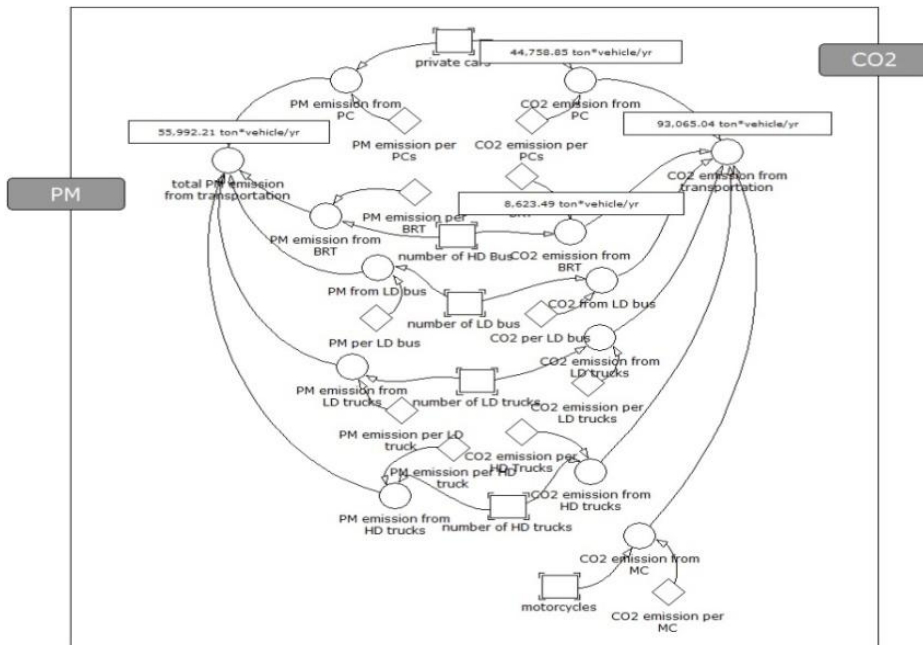 private cars
44,758.85 ton*vehicle/yr
CO2
PM emission from
PC
CO2 emission from
PC
55,992.21 ton*vehicle/yr
93,065.04 ton*vehicle/yr
PM emission per
PCs
CO2 emission per
PCs
PM
total PM emission
from transportation
CO2 emission from
transportation
PM emission per
BRT
BRT
8,623.49 ton*vehicle/yr
PM emission from
BRT
number of HD Bus
CO2 emission from
BRT
PM from LD bus
CO2 from LD bus
number of LD bus
PM per LD bus
CO2 per LD bus
CO2 emission from
LD trucks
PM emission from
LD trucks
number of LD trucks
CO2 emission per
LD trucks
PM emission per LD
truck
CO2 emission per
HD Trucks
PM emission per HD
truck
CO2 emission from
HD trucks
PM emission from
HD trucks
number of HD trucks
CO2 emission from
MC
motorcycles
CO2 emission per
MC